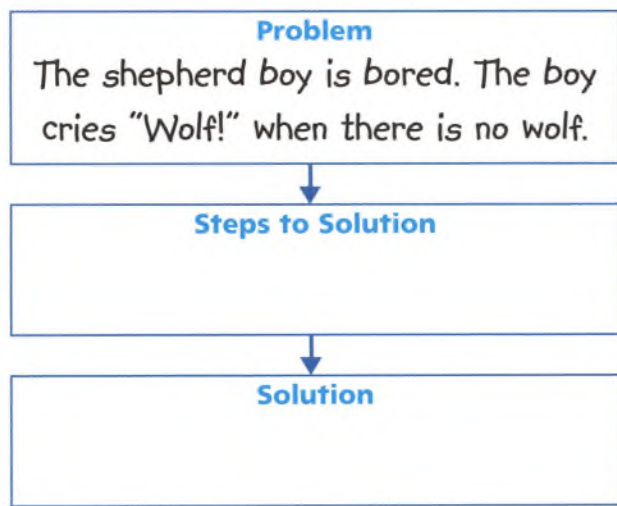 Problem
The shepherd boy is bored. The boy
cries "Wolf!" when there is no wolf.
Steps to Solution
Solution